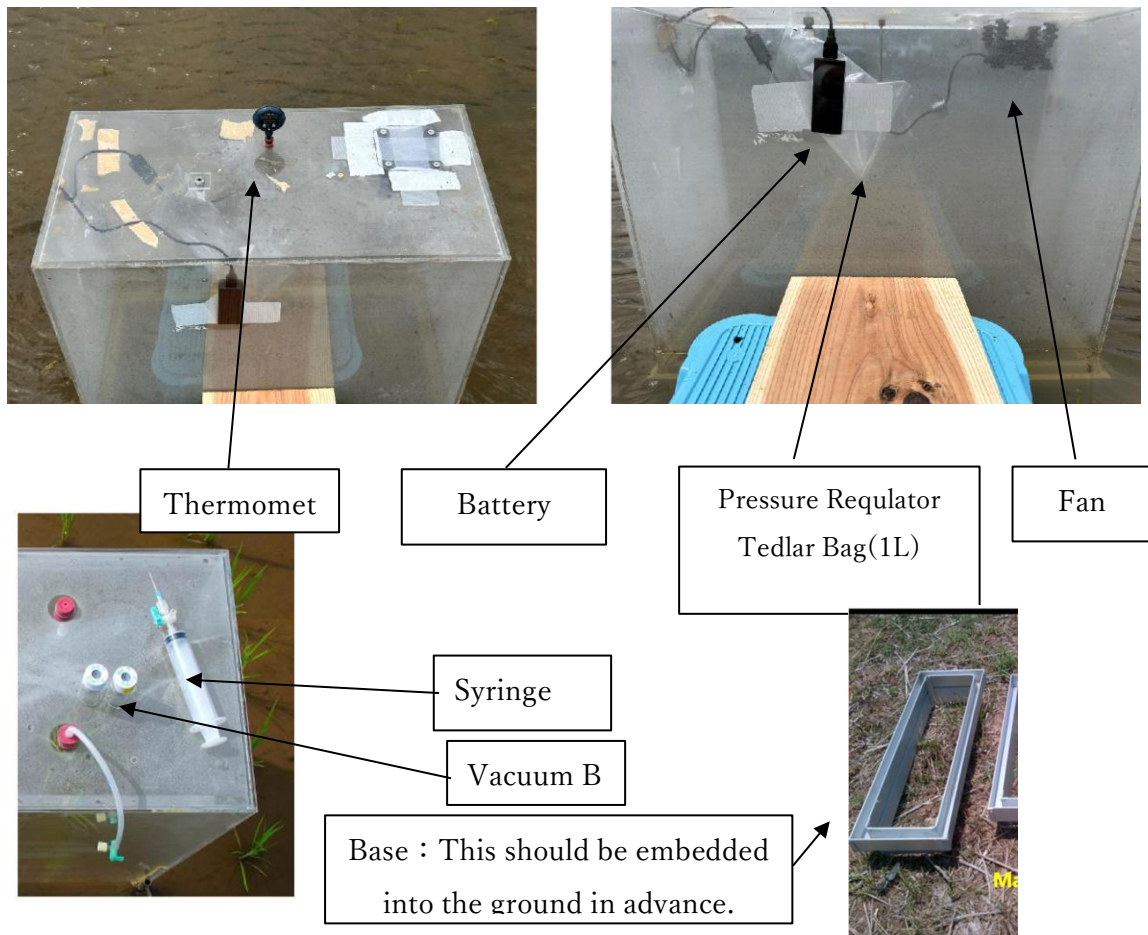 Thermomet
Battery
Pressure Requlator
Tedlar Bag(1L)
Fan
Syringe
Vacuum B
Base：This should be embedded
into the ground in advance.
Ma